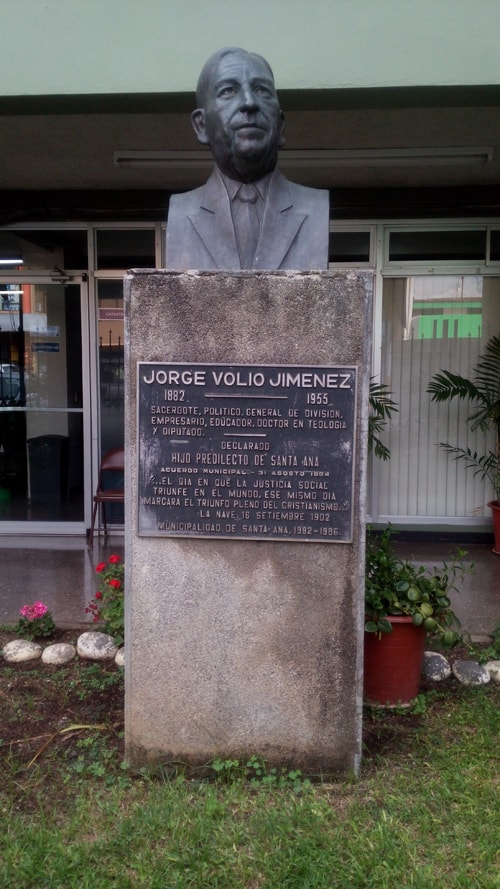 JORGE VOLIO JIMENEZ
1882 1955
SACERDOTE, POLITICO, GENERAL DE DIVISION,
EMPRESARIO, EDUCADOR, DOCTOR EN TEOLOGIA
Y DIPUTADO.
DECLARADO
HIJO PREDILECTO DE SANTA ANA
ACUERDO MUNICIPAL.- 31 AGOSTO 1984
"...EL DIA EN QUE LA JUSTICIA SOCIAL
TRIUNFE EN EL MUNDO, ESE MISMO DIA
MARCARA EL TRIUNFO PLENO DEL CRISTIANISMO..."
LA NAVE, 16 SETIEMBRE 1902
MUNICIPALIDAD DE SANTA-ANA, 1982-1986.